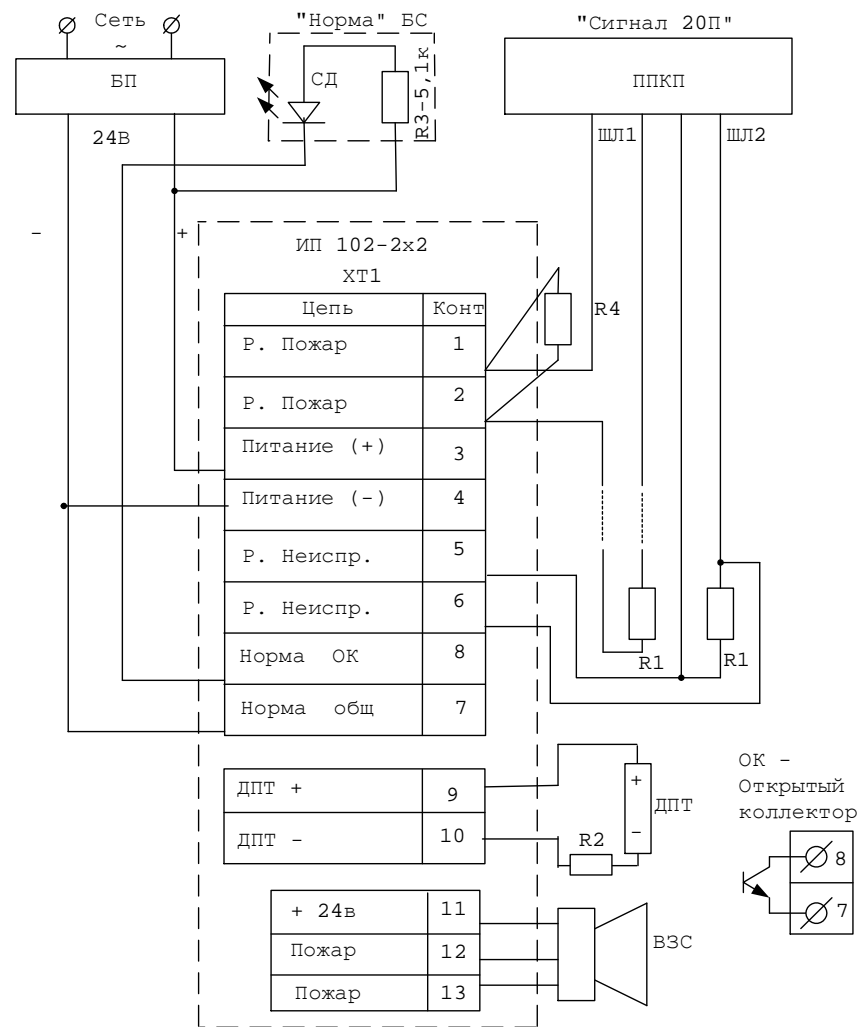 Сеть
~
"Норма" БС
"Сигнал 20П"
БП
СД
R3-5,1к
ППКП
24В
ШЛ1
ШЛ2
-
+
ИП 102-2х2
ХТ1
Цепь Конт
Р. Пожар 1
R4
Р. Пожар 2
Питание (+) 3
Питание (-) 4
Р. Неиспр. 5
Р. Неиспр. 6
Норма ОК 8
R1
R1
Норма общ 7
ДПТ + 9
ДПТ - 10
R2
+
-
ДПТ
ОК -
Открытый
коллектор
8
7
+ 24в 11
Пожар 12
Пожар 13
ВЗС